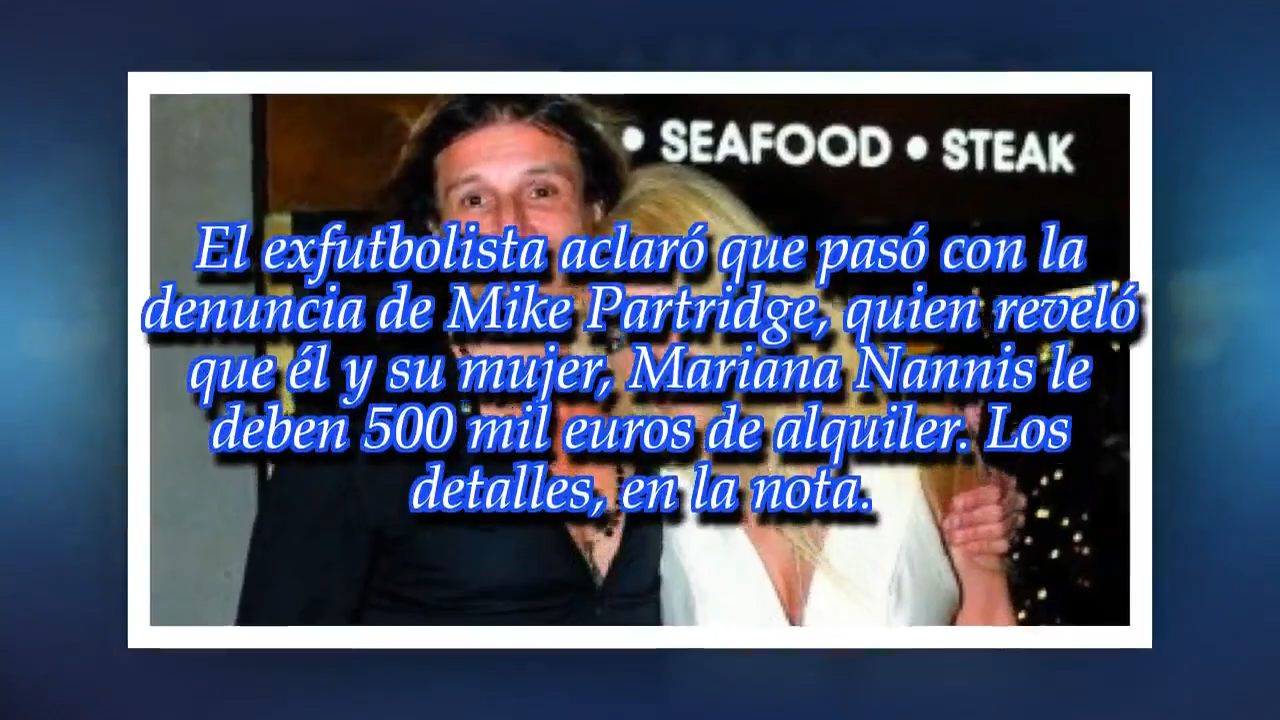 • SEAFOOD • STEAK
El exfutbolista aclaró que pasó con la
denuncia de Mike Partridge, quien reveló
que él y su mujer, Mariana Nannis le
deben 500 mil euros de alquiler. Los
detalles, en la nota.